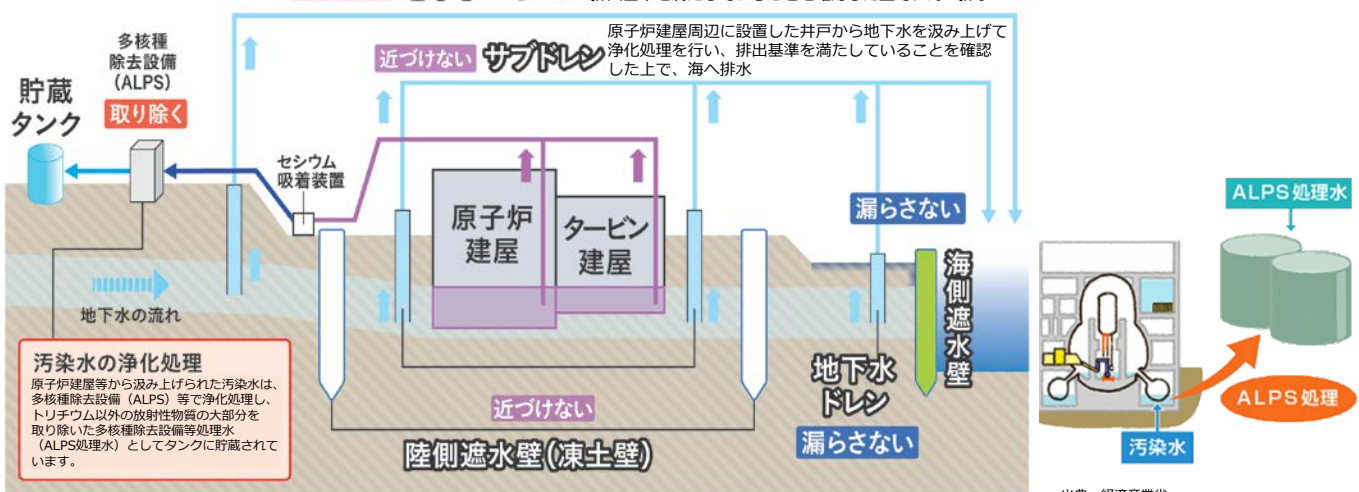 原子炉建屋周辺に設置した井戸から地下水を汲み上げて
浄化処理を行い、排出基準を満たしていることを確認
した上で、海へ排水
多核種
除去設備
(ALPS)
取り除く
近づけない サブドレン
貯蔵
タンク
セシウム
吸着装置
原子炉
建屋
タービン
建屋
漏らさない
海側遮水壁
地下水の流れ
汚染水の浄化処理
原子炉建屋等から汲み上げられた汚染水は、
多核種除去設備（ALPS）等で浄化処理し、
トリチウム以外の放射性物質の大部分を
取り除いた多核種除去設備等処理水
（ALPS処理水）としてタンクに貯蔵されて
います。
近づけない
陸側遮水壁(凍土壁)
地下水
ドレン
漏らさない
ALPS処理水
ALPS処理
汚染水